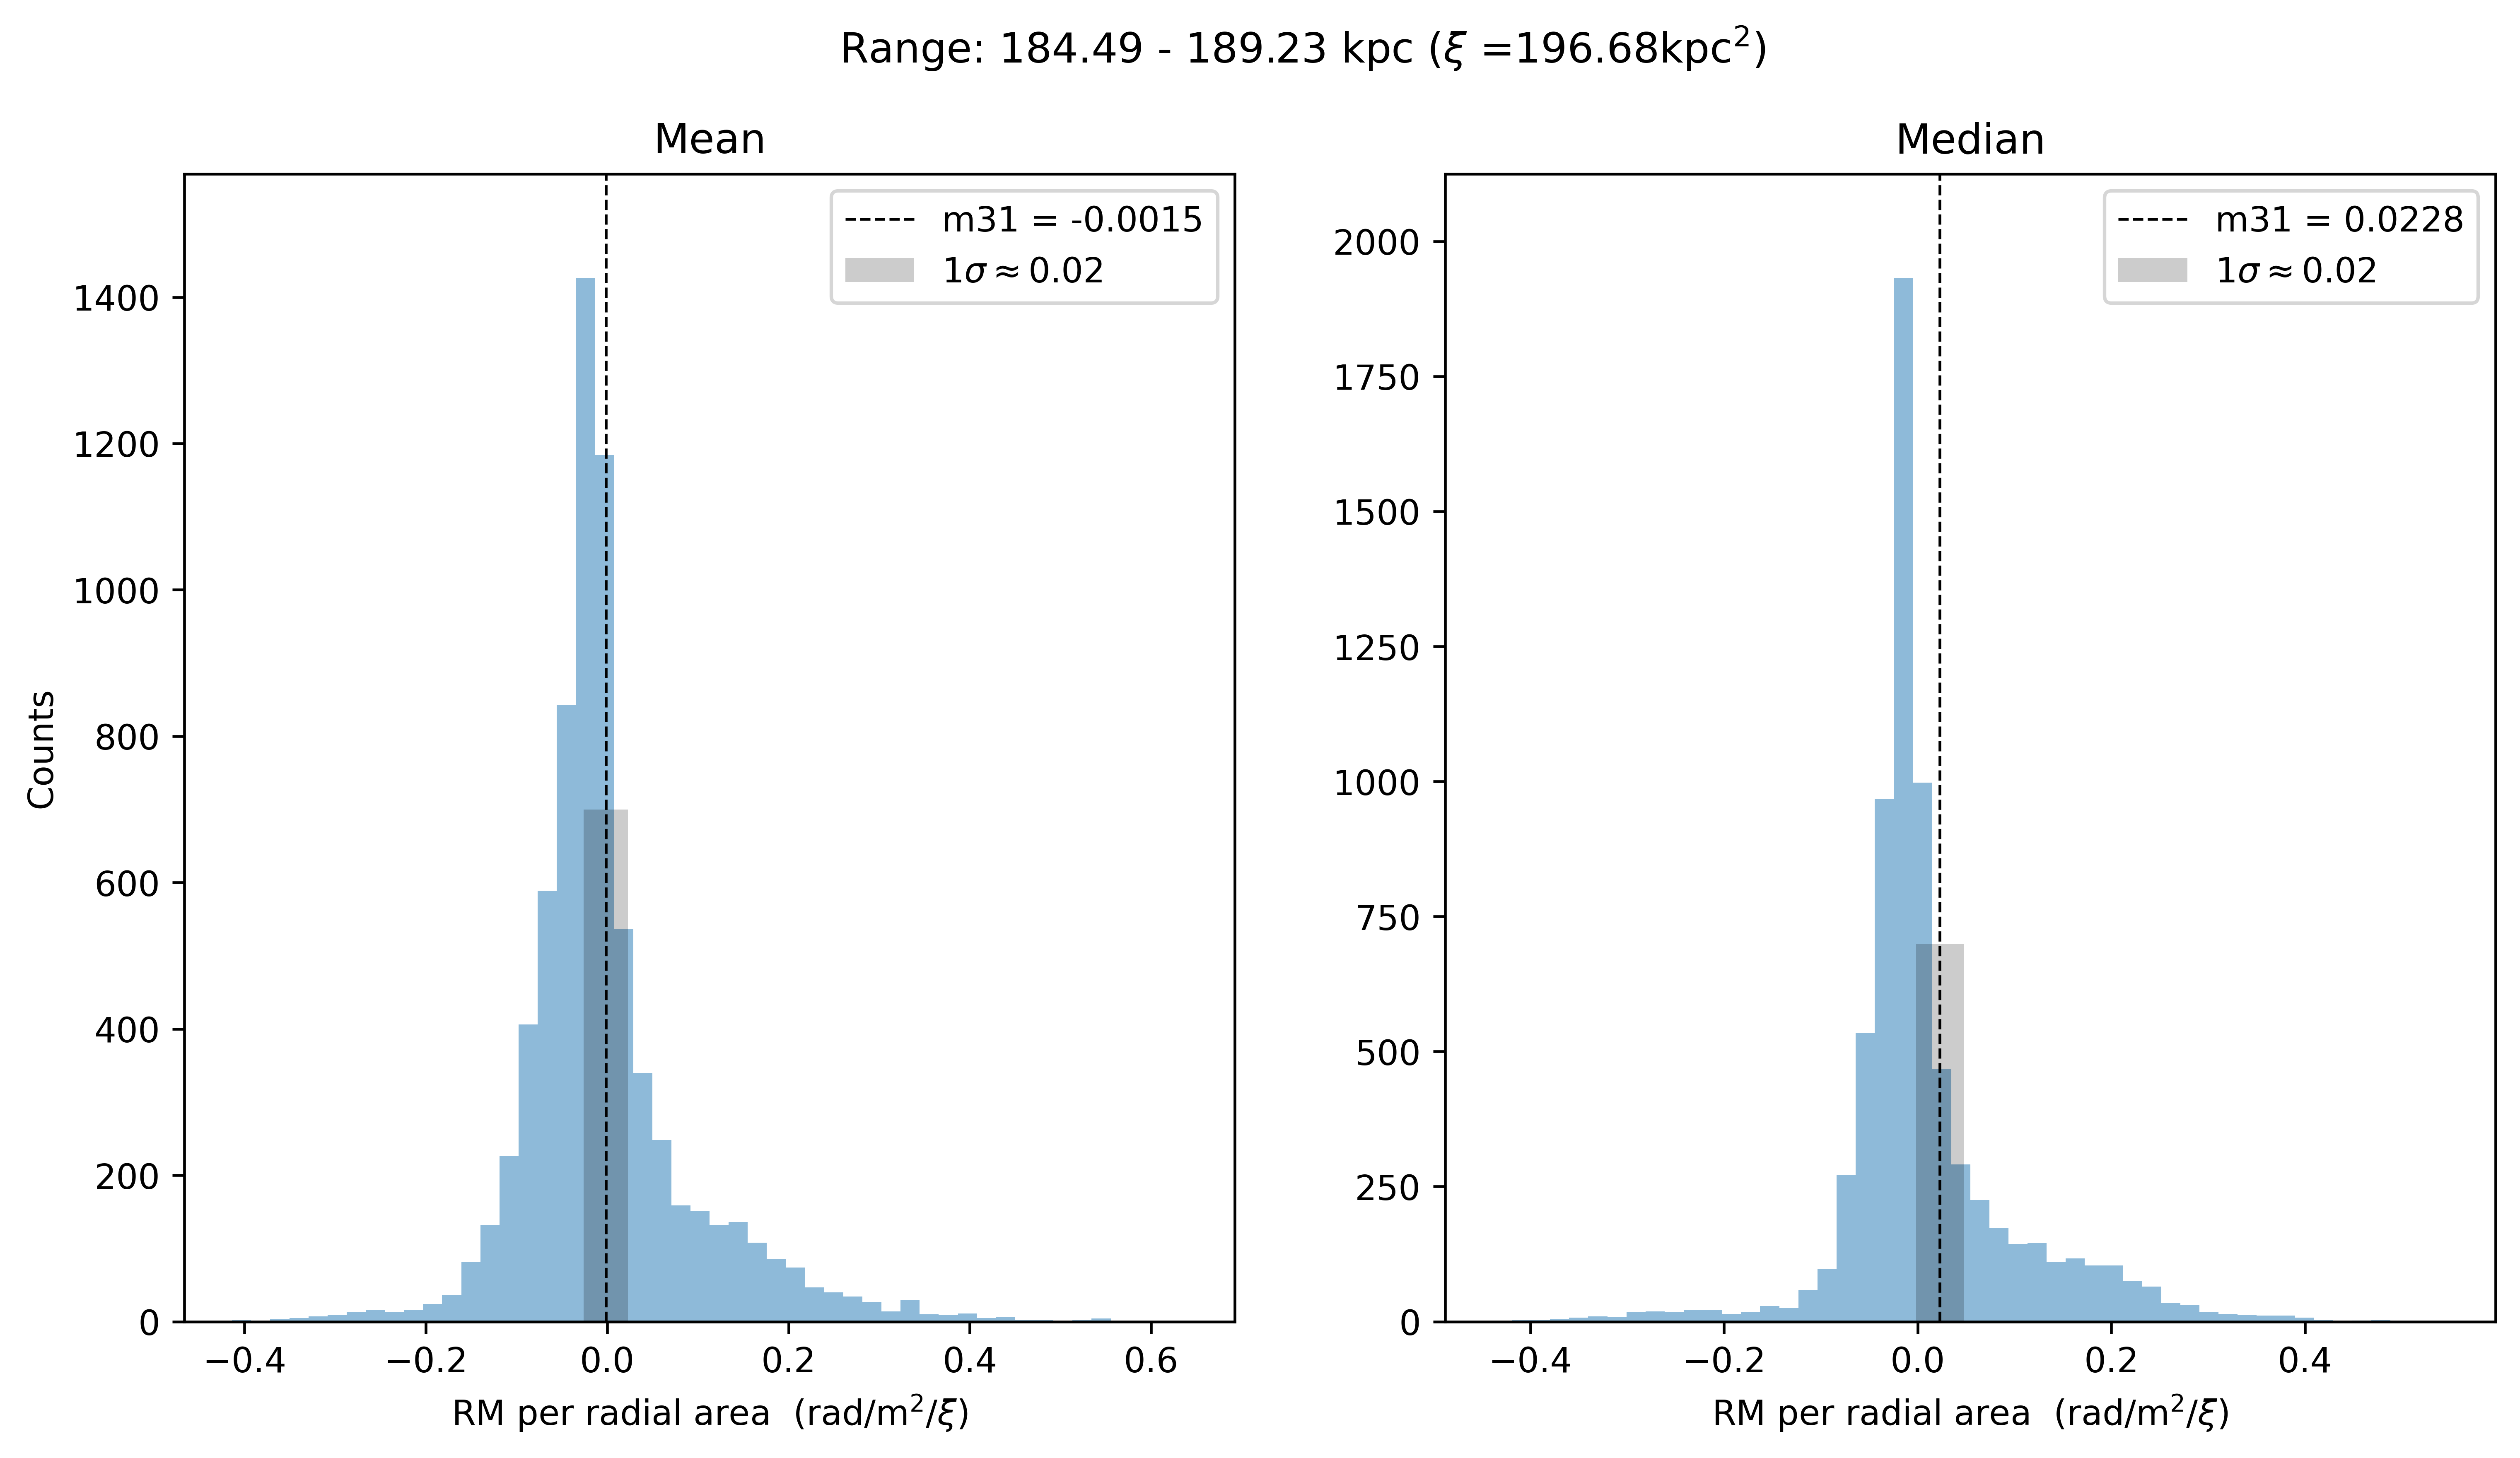 Range: 184.49 - 189.23 kpc (ξ =196.68kpc²)
Mean
m31 = -0.0015
1σ ≈ 0.02
1400
1200
1000
800
600
400
200
0
Counts
−0.4 −0.2 0.0 0.2 0.4 0.6
RM per radial area (rad/m²/ξ)
Median
m31 = 0.0228
1σ ≈ 0.02
2000
1750
1500
1250
1000
750
500
250
0
−0.4 −0.2 0.0 0.2 0.4
RM per radial area (rad/m²/ξ)